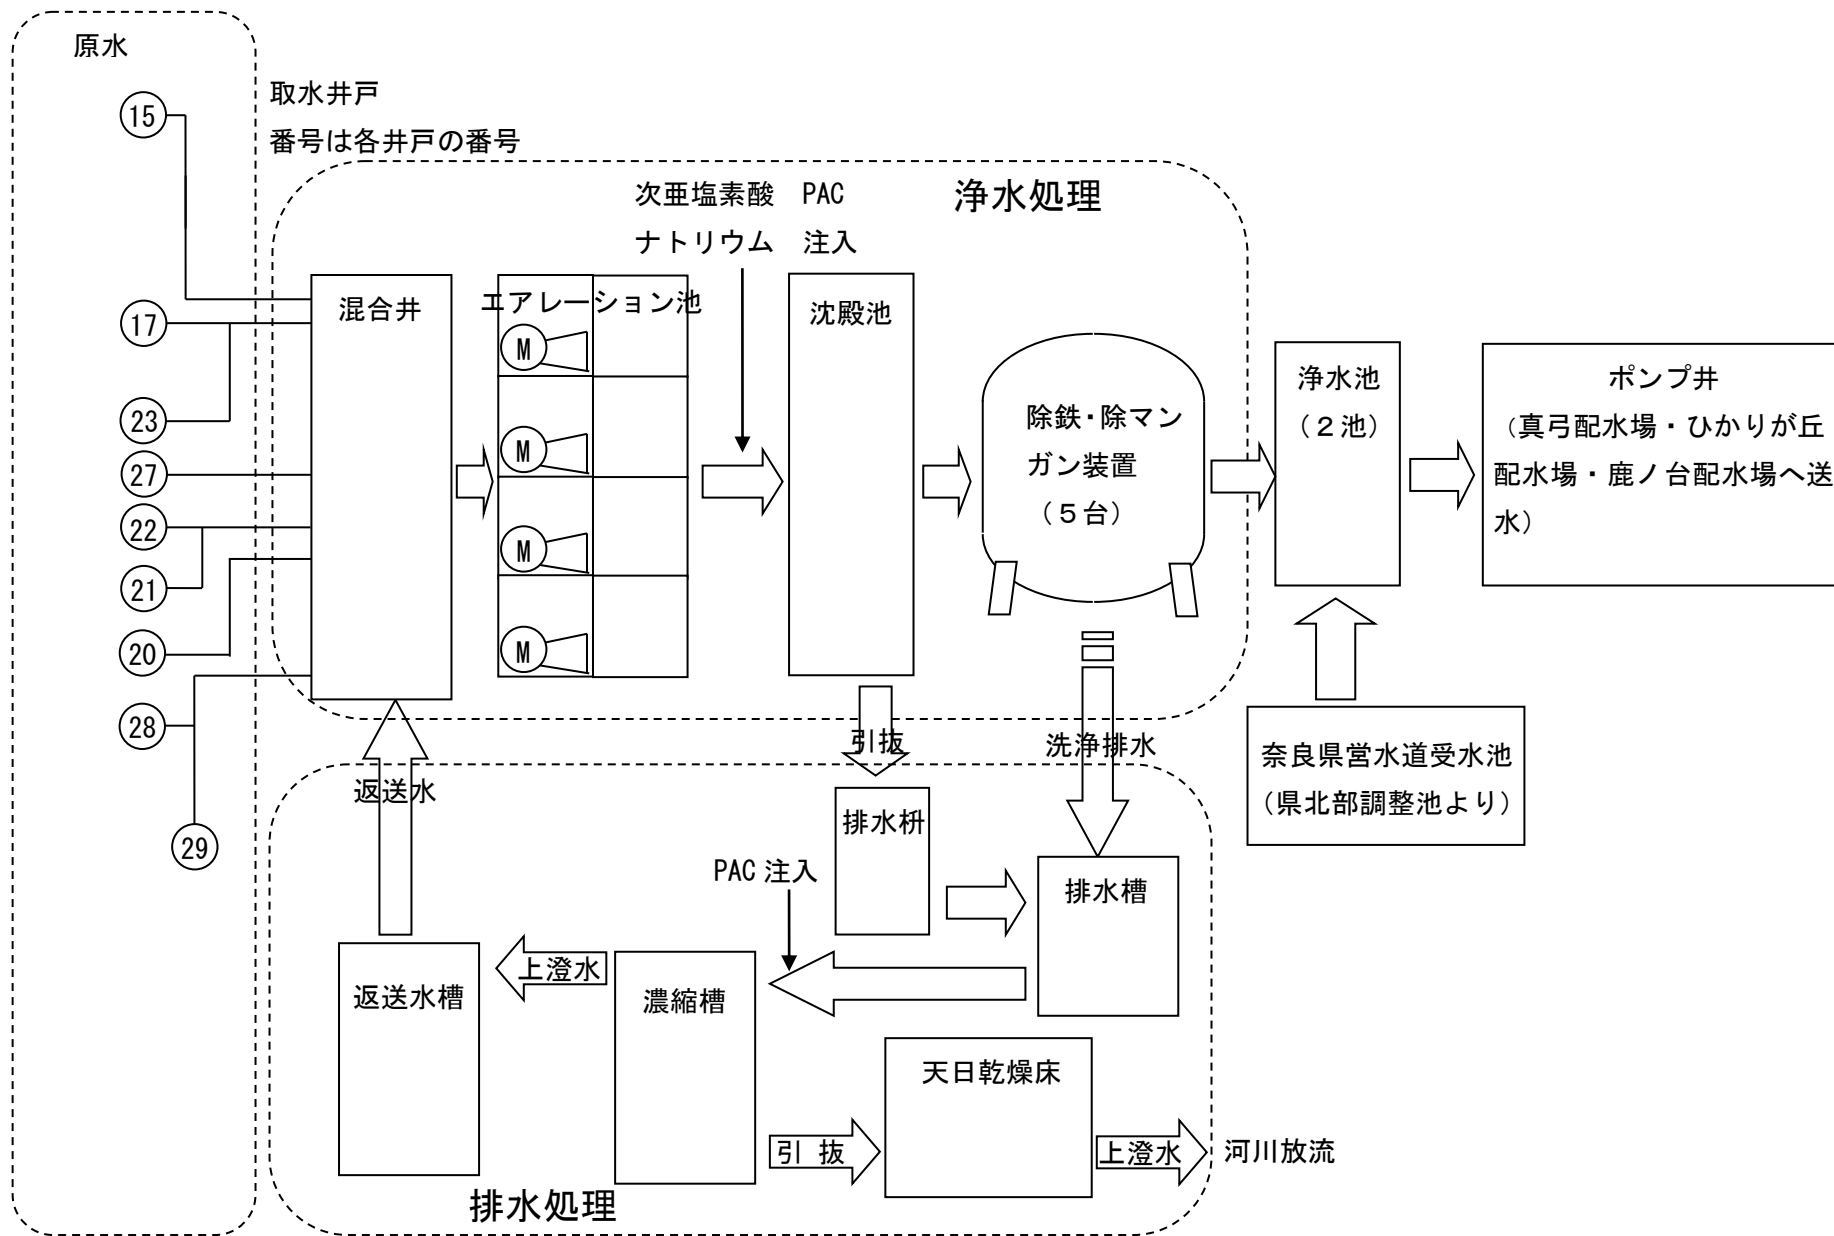 原水
取水井戸
番号は各井戸の番号
15
17
23
27
22
21
20
28
29
浄水処理
次亜塩素酸 PAC
ナトリウム 注入
混合井
エアレーション池
M
M
M
M
沈殿池
除鉄・除マン
ガン装置
（５台）
浄水池
（２池）
ポンプ井
（真弓配水場・ひかりが丘
配水場・鹿ノ台配水場へ送
水）
奈良県営水道受水池
（県北部調整池より）
引抜
洗浄排水
返送水
排水枡
排水槽
PAC 注入
上澄水
返送水槽
濃縮槽
天日乾燥床
引 抜
上澄水
河川放流
排水処理